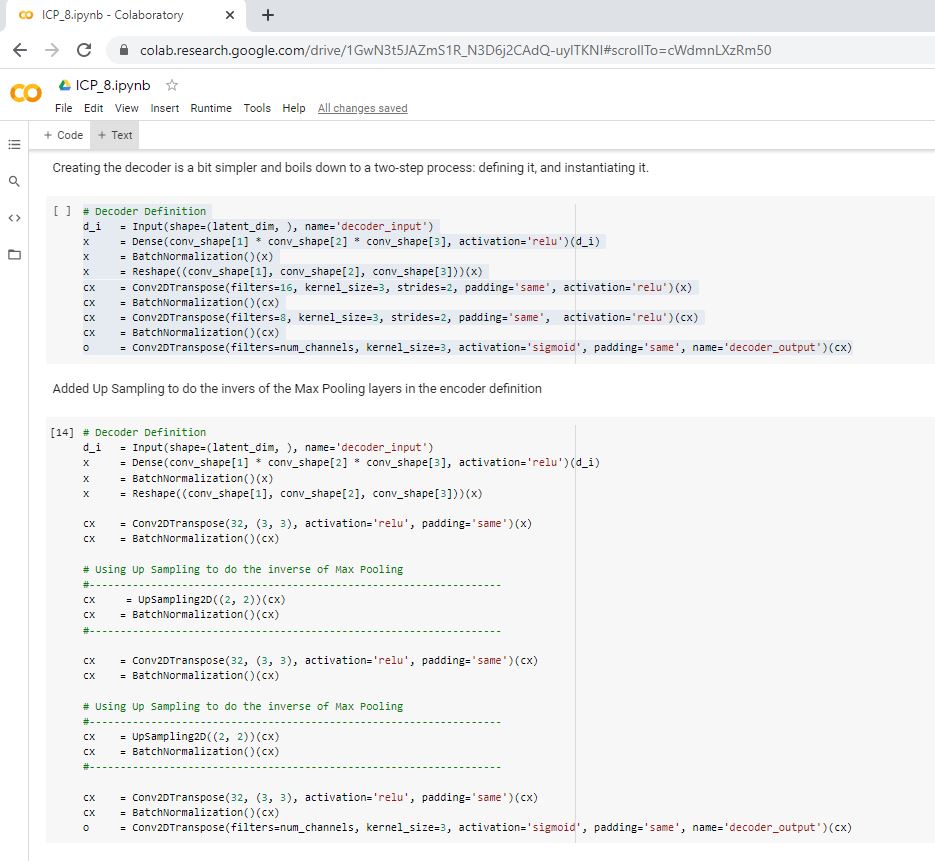 ICP_8.ipynb - Colaboratory
colab.research.google.com/drive/1GwN3t5JAZmS1R_N3D6j2CAdQ-uylTKNI#scrollTo=cWdmnLXzRm50
ICP_8.ipynb
File Edit View Insert Runtime Tools Help All changes saved
+ Code + Text
Creating the decoder is a bit simpler and boils down to a two-step process: defining it, and instantiating it.
[ ] # Decoder Definition
d_i = Input(shape=(latent_dim, ), name='decoder_input')
x = Dense(conv_shape[1] * conv_shape[2] * conv_shape[3], activation='relu')(d_i)
x = BatchNormalization()(x)
x = Reshape((conv_shape[1], conv_shape[2], conv_shape[3]))(x)
cx = Conv2DTranspose(filters=16, kernel_size=3, strides=2, padding='same', activation='relu')(x)
cx = BatchNormalization()(cx)
cx = Conv2DTranspose(filters=8, kernel_size=3, strides=2, padding='same', activation='relu')(cx)
cx = BatchNormalization()(cx)
o = Conv2DTranspose(filters=num_channels, kernel_size=3, activation='sigmoid', padding='same', name='decoder_output')(cx)
Added Up Sampling to do the invers of the Max Pooling layers in the encoder definition
[14] # Decoder Definition
d_i = Input(shape=(latent_dim, ), name='decoder_input')
x = Dense(conv_shape[1] * conv_shape[2] * conv_shape[3], activation='relu')(d_i)
x = BatchNormalization()(x)
x = Reshape((conv_shape[1], conv_shape[2], conv_shape[3]))(x)
cx = Conv2DTranspose(32, (3, 3), activation='relu', padding='same')(x)
cx = BatchNormalization()(cx)
# Using Up Sampling to do the inverse of Max Pooling
#-------------------------------------------------------------------
cx = UpSampling2D((2, 2))(cx)
cx = BatchNormalization()(cx)
#-------------------------------------------------------------------
cx = Conv2DTranspose(32, (3, 3), activation='relu', padding='same')(cx)
cx = BatchNormalization()(cx)
# Using Up Sampling to do the inverse of Max Pooling
#-------------------------------------------------------------------
cx = UpSampling2D((2, 2))(cx)
cx = BatchNormalization()(cx)
#-------------------------------------------------------------------
cx = Conv2DTranspose(32, (3, 3), activation='relu', padding='same')(cx)
cx = BatchNormalization()(cx)
o = Conv2DTranspose(filters=num_channels, kernel_size=3, activation='sigmoid', padding='same', name='decoder_output')(cx)